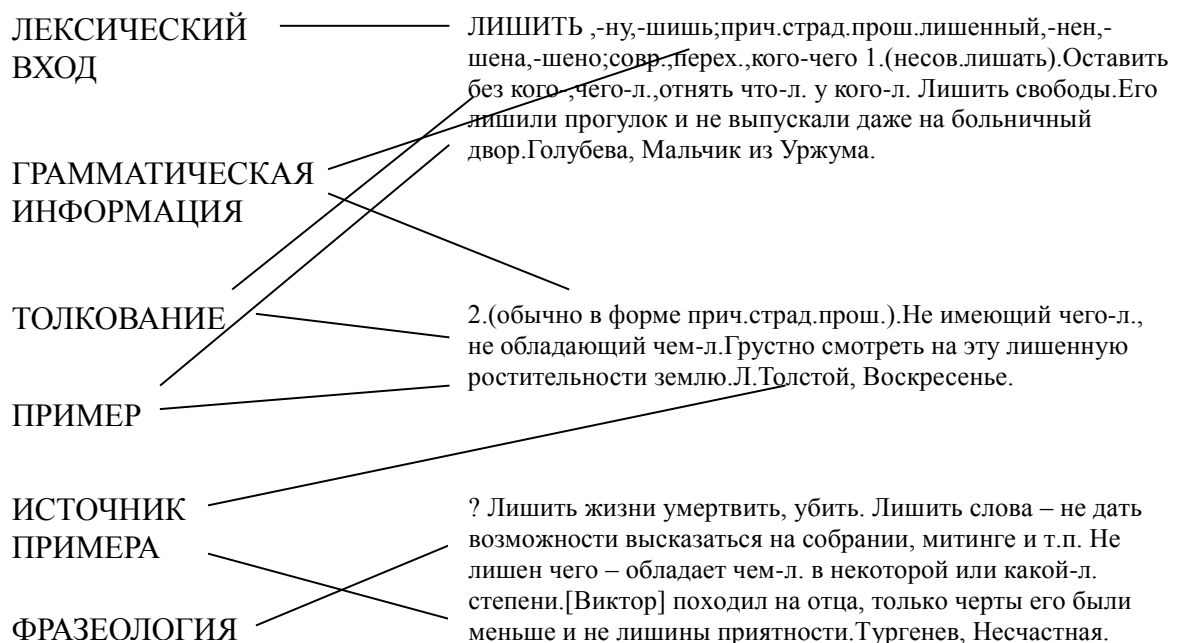 ЛЕКСИЧЕСКИЙ
ВХОД
ГРАММАТИЧЕСКАЯ
ИНФОРМАЦИЯ
ТОЛКОВАНИЕ
ПРИМЕР
ИСТОЧНИК
ПРИМЕРА
ФРАЗЕОЛОГИЯ
ЛИШИТЬ ,-ну,-шишь;прич.страд.прош.лишенный,-нен,-
шена,-шено;совр.,перех.,кого-чего 1.(несов.лишать).Оставить
без кого-,чего-л.,отнять что-л. у кого-л. Лишить свободы.Его
лишили прогулок и не выпускали даже на больничный
двор.Голубева, Мальчик из Уржума.
2.(обычно в форме прич.страд.прош.).Не имеющий чего-л.,
не обладающий чем-л.Грустно смотреть на эту лишенную
ростительности землю.Л.Толстой, Воскресенье.
? Лишить жизни умертвить, убить. Лишить слова – не дать
возможности высказаться на собрании, митинге и т.п. Не
лишен чего – обладает чем-л. в некоторой или какой-л.
степени.[Виктор] походил на отца, только черты его были
меньше и не лишины приятности.Тургенев, Несчастная.